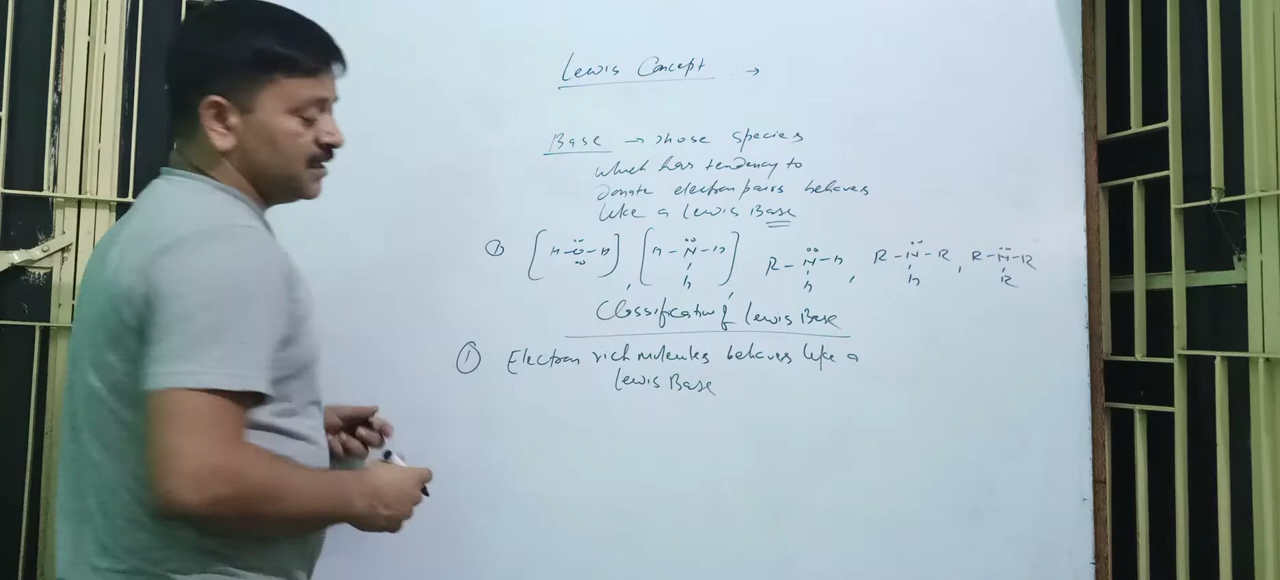 Lewis Concept →
Base → those species
which has tendency to
Donate electron pairs behaves
like a Lewis Base
① [H-Ö-H], [H-N̈-H], R-N̈-H, R-N̈-R, R-N̈-R
H H H R
Classification of Lewis Base
① Electron rich molecules behaves like a
Lewis Base